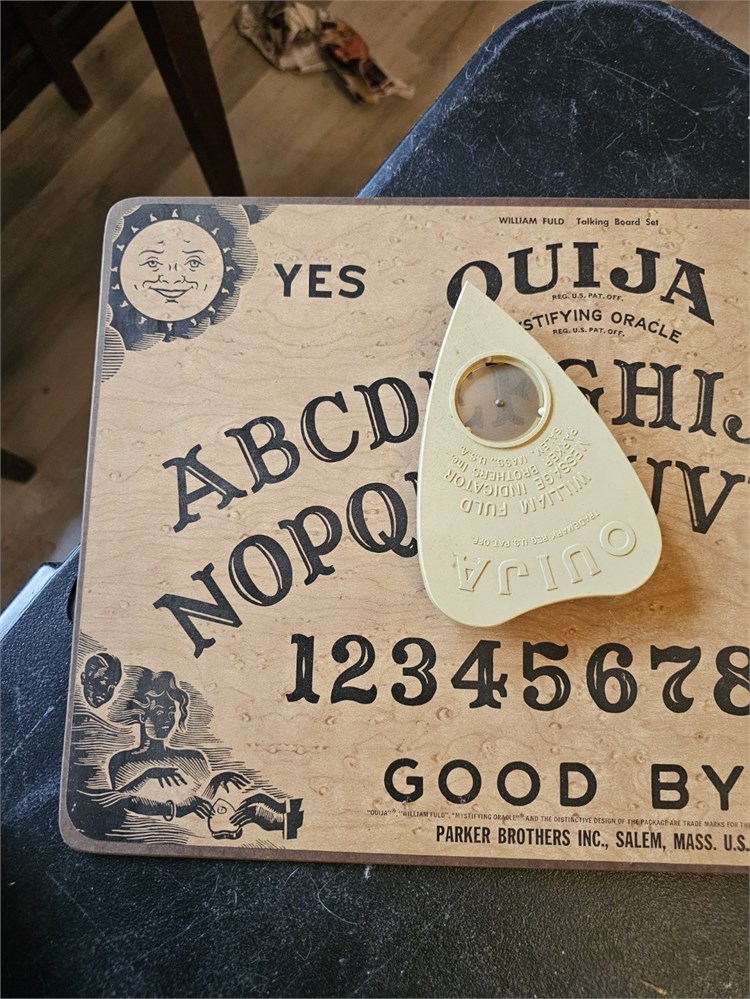 WILLIAM FULD Talking Board Set
YES
OUIJA
REG. U.S. PAT. OFF.
STIFYING ORACLE
REG. U.S. PAT. OFF.
ABCD GHIJ
NOPQ UV
12345678
GOOD BY
"OUIJA"®, "WILLIAM FULD", "MYSTIFYING ORACLE"® AND THE DISTINCTIVE DESIGN OF THE PACKAGE ARE TRADE MARKS FOR THE
PARKER BROTHERS INC., SALEM, MASS. U.S.
OUIJA
TRADEMARK REG. U.S. PAT. OFF.
WILLIAM FULD
MESSAGE INDICATOR
PARKER BROTHERS INC.
SALEM, MASS., U.S.A.